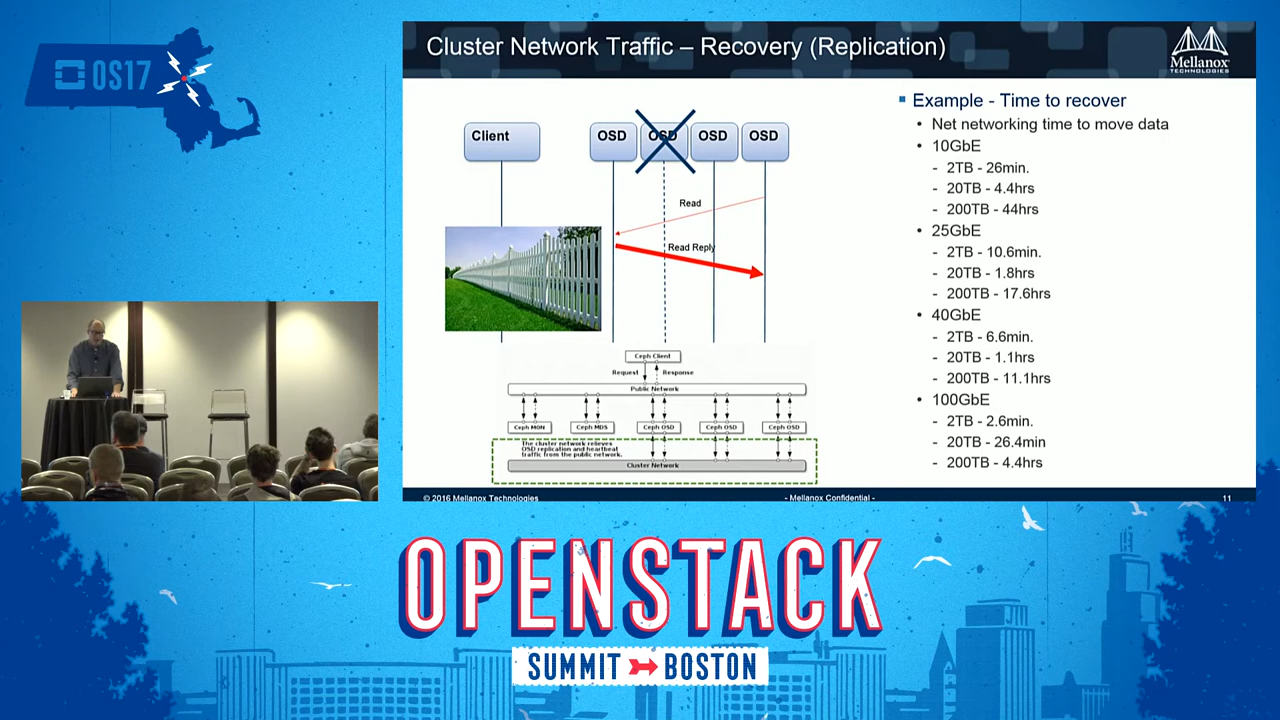 OS17
Cluster Network Traffic – Recovery (Replication)
Mellanox
TECHNOLOGIES
Client
OSD
OSD
OSD
OSD
Read
Read Reply
Ceph Client
Request
Response
Public Network
Ceph MON
Ceph MDS
Ceph OSD
Ceph OSD
Ceph OSD
The cluster network relieves
OSD replication and heartbeat
traffic from the public network.
Cluster Network
Example - Time to recover
• Net networking time to move data
• 10GbE
- 2TB - 26min.
- 20TB - 4.4hrs
- 200TB - 44hrs
• 25GbE
- 2TB - 10.6min.
- 20TB - 1.8hrs
- 200TB - 17.6hrs
• 40GbE
- 2TB - 6.6min.
- 20TB - 1.1hrs
- 200TB - 11.1hrs
• 100GbE
- 2TB - 2.6min.
- 20TB - 26.4min
- 200TB - 4.4hrs
© 2016 Mellanox Technologies
- Mellanox Confidential -
11
OPENSTACK
SUMMIT BOSTON